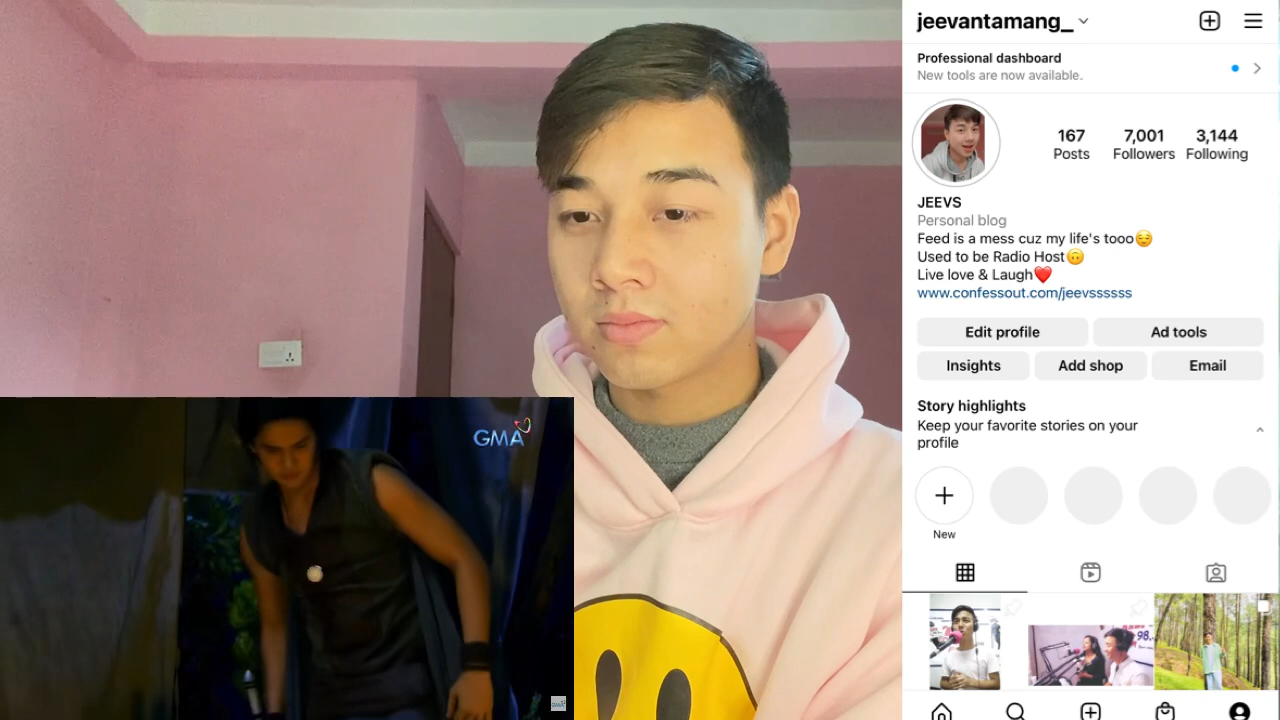 jeevantamang_
Professional dashboard
New tools are now available.
167
Posts
7,001
Followers
3,144
Following
JEEVS
Personal blog
Feed is a mess cuz my life's tooo😌
Used to be Radio Host🙃
Live love & Laugh❤️
www.confessout.com/jeevssssss
Edit profile
Ad tools
Insights
Add shop
Email
Story highlights
Keep your favorite stories on your
profile
New
GMA
98.